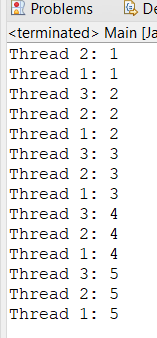 Problems
<terminated> Main [Ja
Thread 2: 1
Thread 1: 1
Thread 3: 2
Thread 2: 2
Thread 1: 2
Thread 3: 3
Thread 2: 3
Thread 1: 3
Thread 3: 4
Thread 2: 4
Thread 1: 4
Thread 3: 5
Thread 2: 5
Thread 1: 5